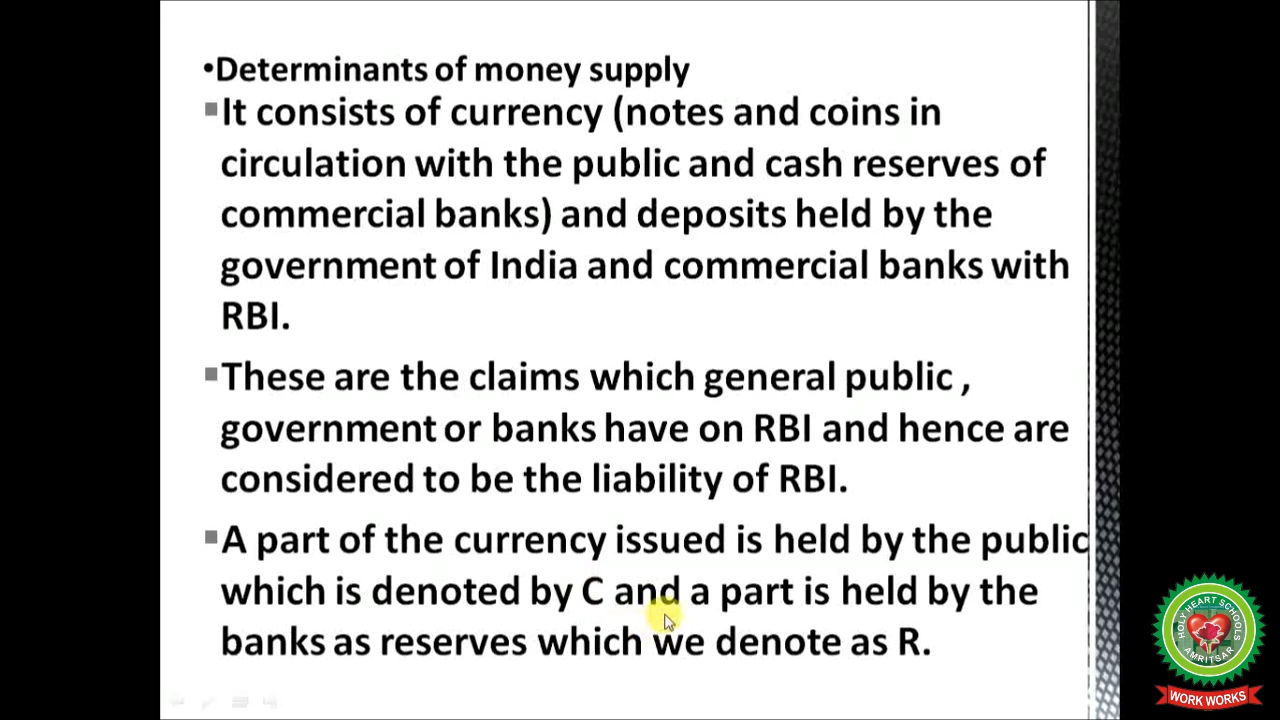 •Determinants of money supply
▪It consists of currency (notes and coins in
circulation with the public and cash reserves of
commercial banks) and deposits held by the
government of India and commercial banks with
RBI.
▪These are the claims which general public ,
government or banks have on RBI and hence are
considered to be the liability of RBI.
▪A part of the currency issued is held by the public
which is denoted by C and a part is held by the
banks as reserves which we denote as R.
HOLY HEART SCHOOLS
AMRITSAR
WORK WORKS